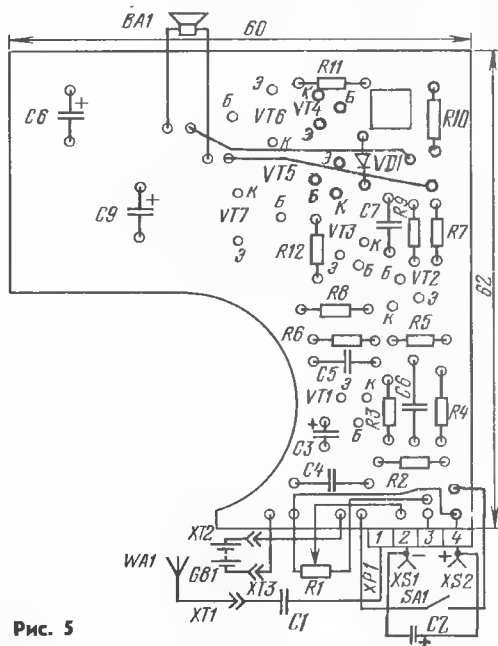 BA1
60
C6 +
Э Б VT6 К
R11
К VT4 Б Э
R10
VD1
Э VT5 Б К
C9 +
К VT7 Б Э
C7
R9
R7
62
R12
VT3 К Э Б
Б VT2 Э К
R8
R6
R5
C5
Э VT1 К Б
R3
C6
R4
+ C3
R2
C4
XT2
WA1
GB1
XT3
R1
XP1
1 2 3 4
+
XS1
XS2
SA1
XT1
C1
C2
+
Рис. 5